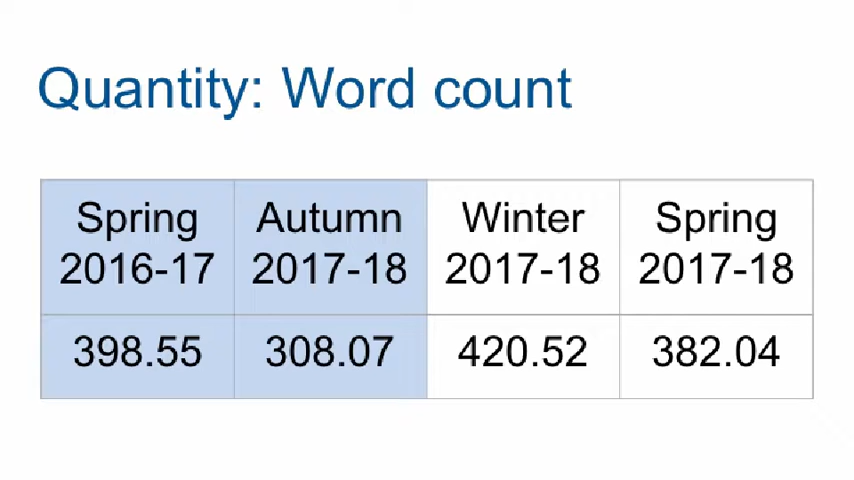 Quantity: Word count
Spring Autumn Winter Spring
2016-17 2017-18 2017-18 2017-18
398.55 308.07 420.52 382.04